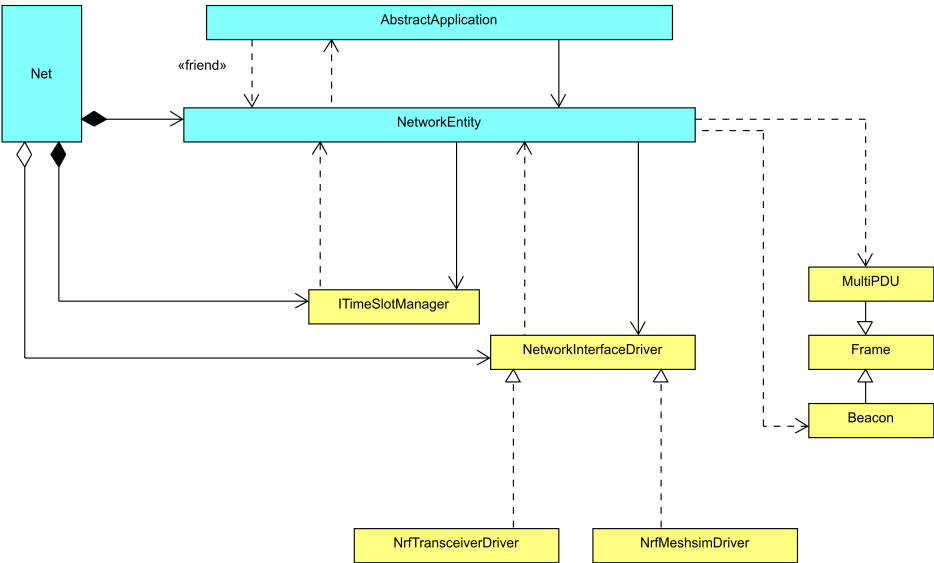 AbstractApplication
«friend»
Net
NetworkEntity
MultiPDU
ITimeSlotManager
NetworkInterfaceDriver
Frame
Beacon
NrfTransceiverDriver
NrfMeshsimDriver